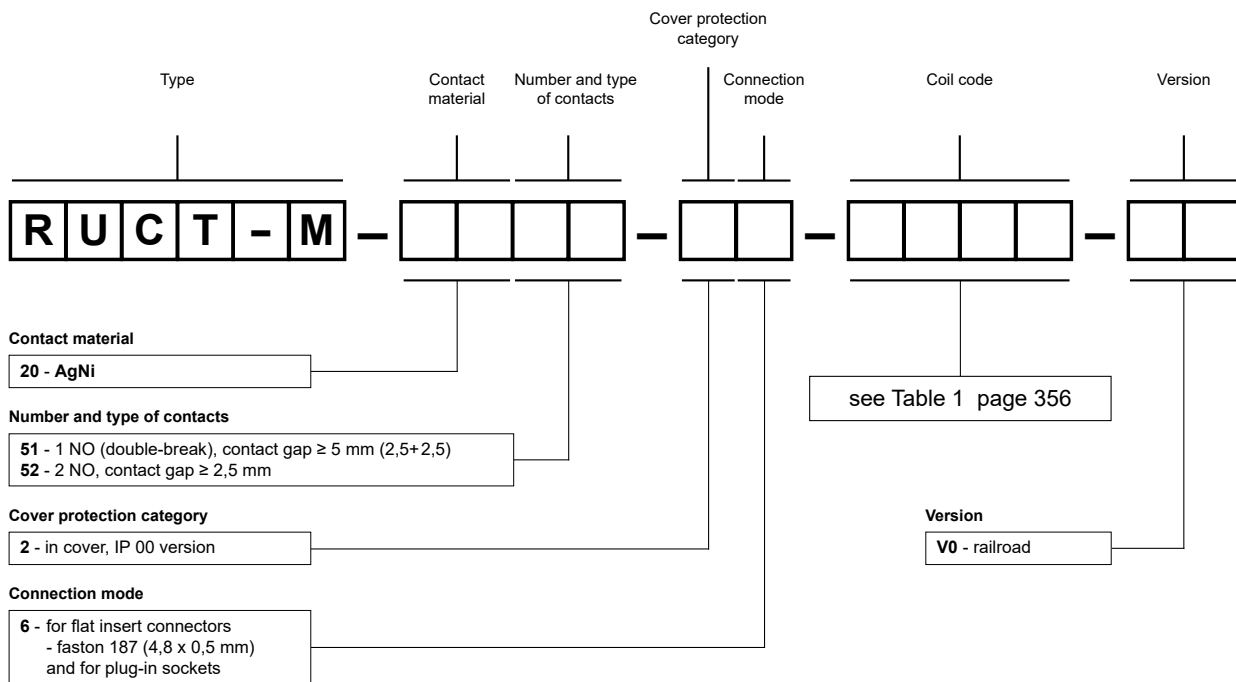 Cover protection
category
Type
Contact
material
Number and type
of contacts
Connection
mode
Coil code
Version
RUCT-M – – – –
Contact material
20 - AgNi
see Table 1 page 356
Number and type of contacts
51 - 1 NO (double-break), contact gap ≥ 5 mm (2,5+2,5)
52 - 2 NO, contact gap ≥ 2,5 mm
Cover protection category
2 - in cover, IP 00 version
Version
V0 - railroad
Connection mode
6 - for flat insert connectors
- faston 187 (4,8 x 0,5 mm)
and for plug-in sockets